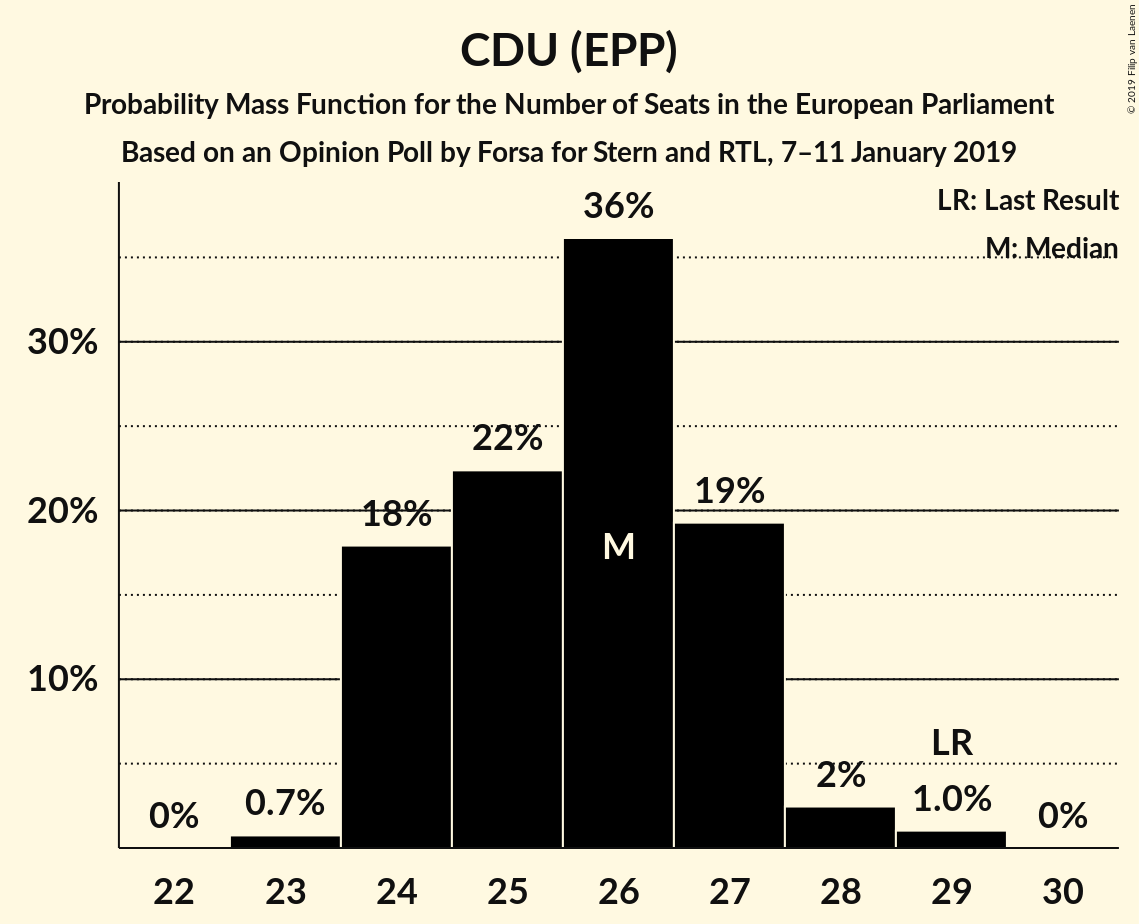 CDU (EPP)
Probability Mass Function for the Number of Seats in the European Parliament
Based on an Opinion Poll by Forsa for Stern and RTL, 7–11 January 2019
© 2019 Filip van Laenen
LR: Last Result
M: Median
36%
30%
22%
19%
20%
18%
M
10%
LR
2%
1.0%
0.7%
0%
0%
22 23 24 25 26 27 28 29 30